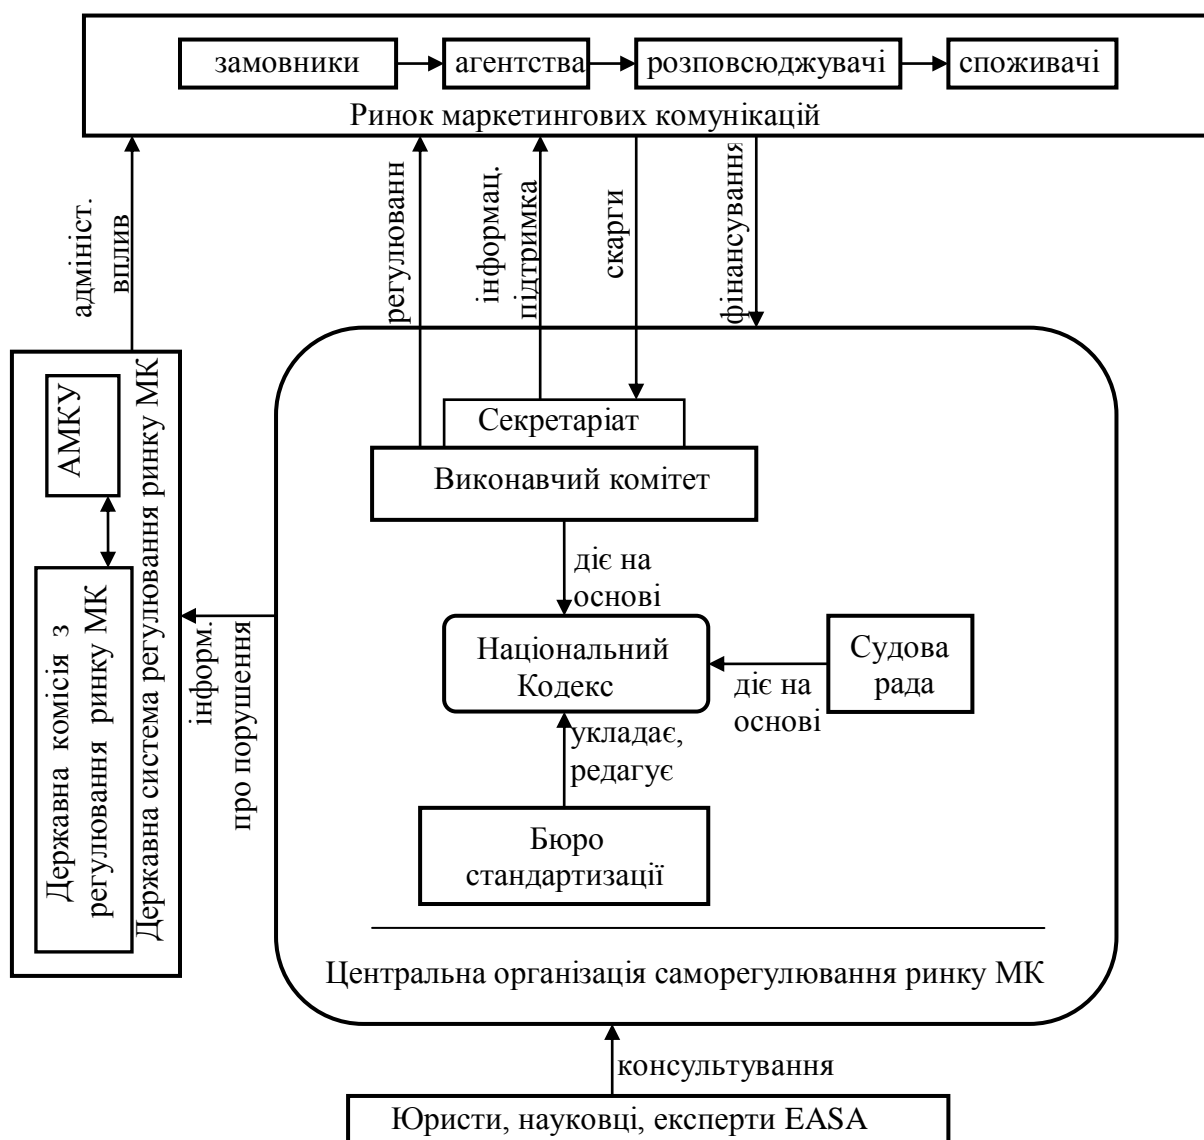 замовники
агентства
розповсюджувачі
споживачі
Ринок маркетингових комунікацій
адмініст.
вплив
регулюванн
інформац.
підтримка
скарги
фінансування
АМКУ
Державна комісія з
регулювання ринку МК
Державна система регулювання ринку МК
інформ.
про порушення
Секретаріат
Виконавчий комітет
діє на
основі
Національний
Кодекс
діє на
основі
Судова
рада
укладає,
редагує
Бюро
стандартизації
Центральна організація саморегулювання ринку МК
консультування
Юристи, науковці, експерти EASA